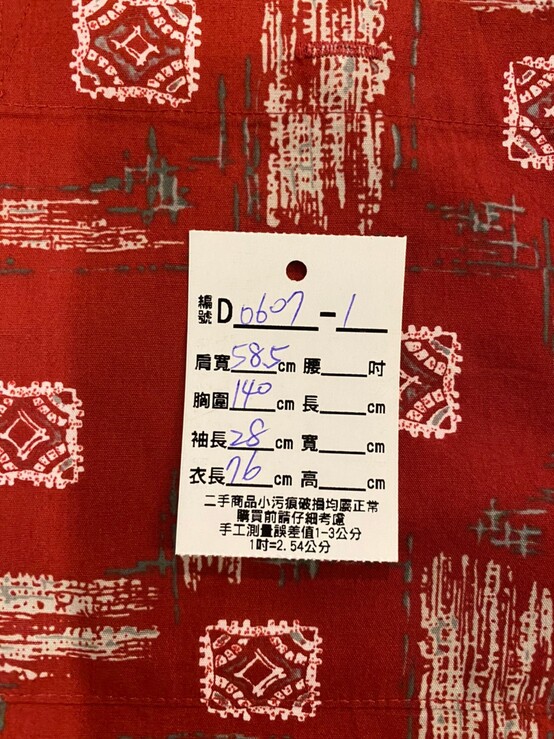 編號D 0607-1
肩寬58.5cm 腰____吋
胸圍140cm 長____cm
袖長28cm 寬____cm
衣長76cm 高____cm
二手商品小污痕破損均屬正常
購買前請仔細考慮
手工測量誤差值1-3公分
1吋=2.54公分